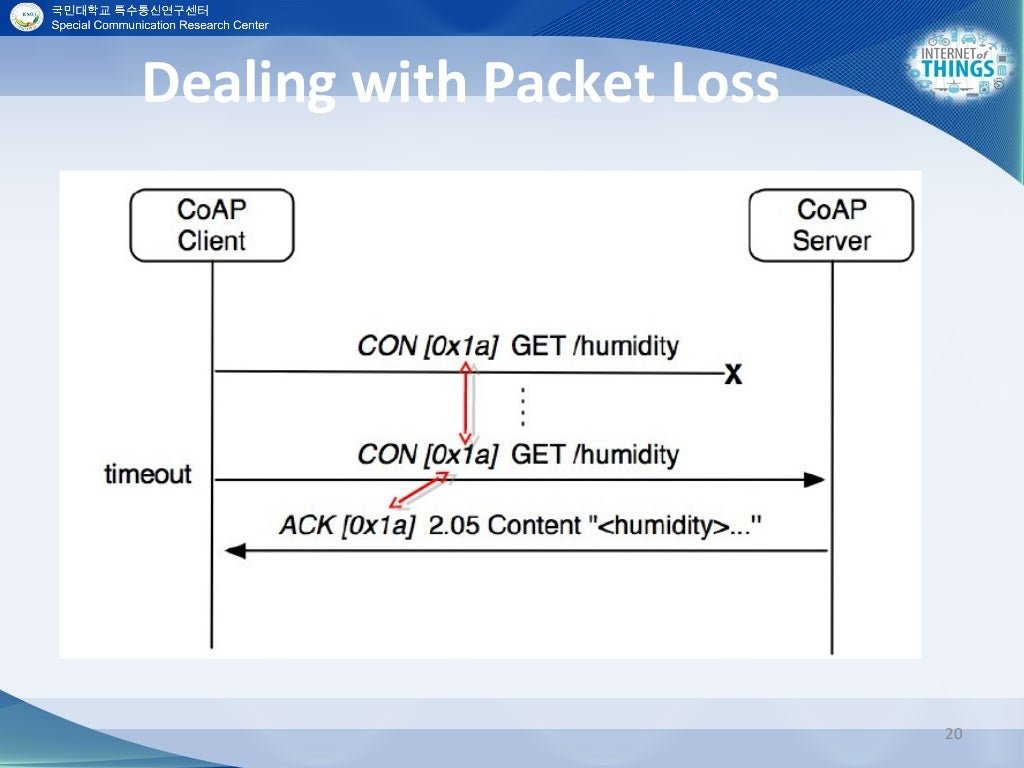 국민대학교 특수통신연구센터
Special Communication Research Center
KMU
INTERNET of
THINGS
Dealing with Packet Loss
CoAP
Client
CoAP
Server
CON [0x1a] GET /humidity
X
CON [0x1a] GET /humidity
timeout
ACK [0x1a] 2.05 Content "<humidity>..."
20